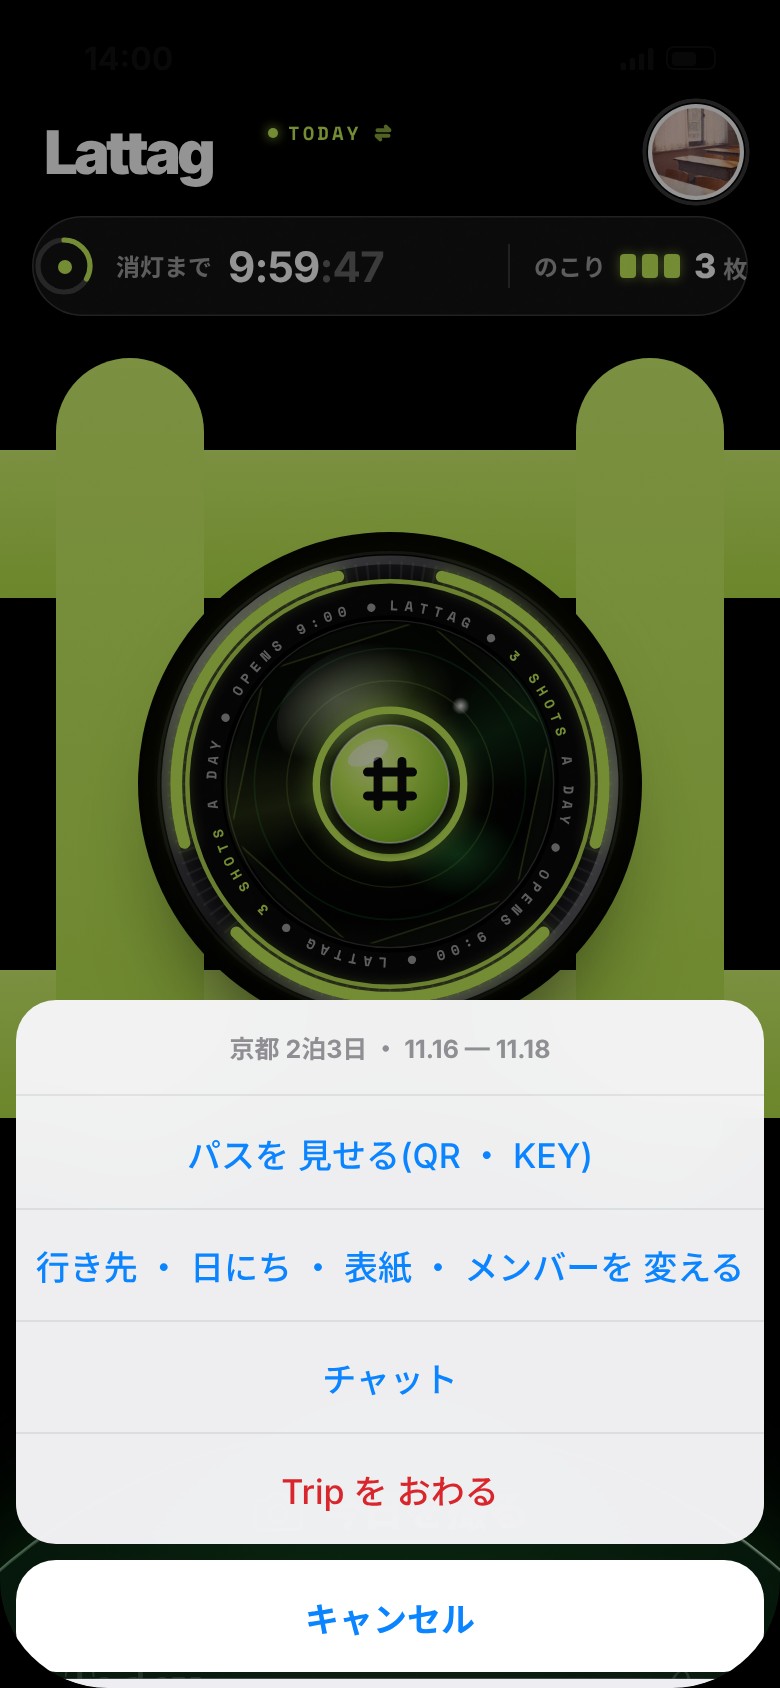 14:00
Lattag
TODAY ⇌
消灯まで 9:59:47
のこり 3 枚
LATTAG ● 3 SHOTS A DAY ● OPENS 9:00 ● LATTAG ● 3 SHOTS A DAY ● OPENS 9:00 ●
京都 2泊3日 ・ 11.16 — 11.18
パスを 見せる(QR ・ KEY)
行き先 ・ 日にち ・ 表紙 ・ メンバーを 変える
チャット
Trip を おわる
キャンセル